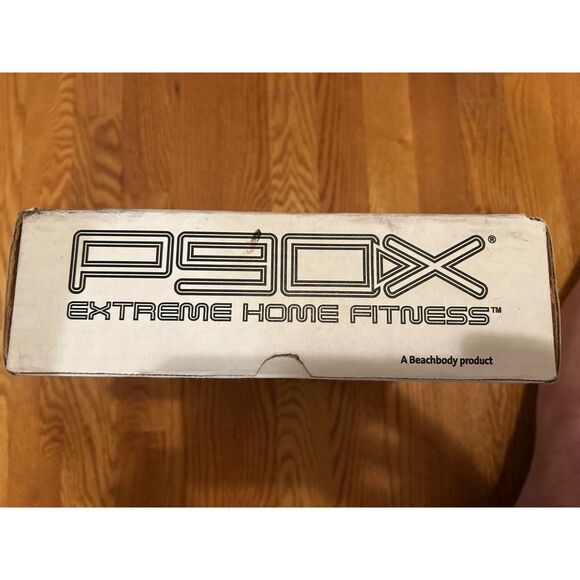 P90X®
EXTREME HOME FITNESS™
A Beachbody product